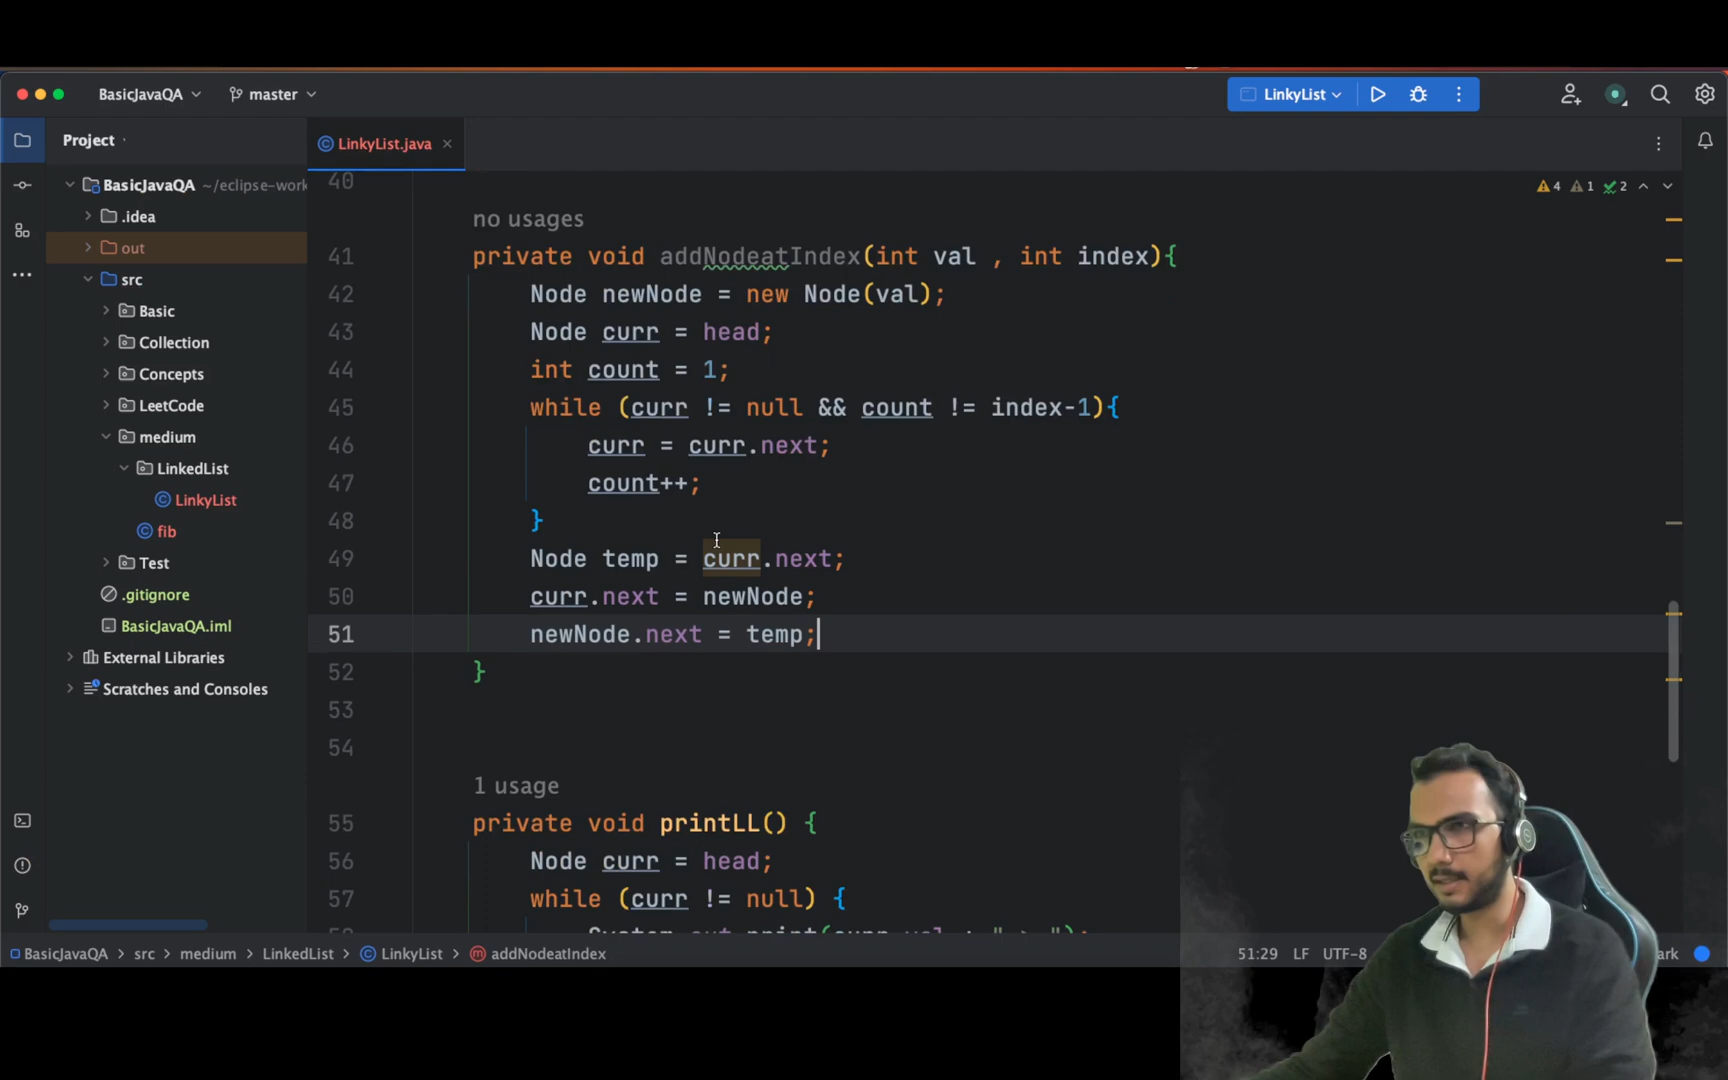 BasicJavaQA
master
LinkyList
Project
LinkyList.java
4 1 2
BasicJavaQA ~/eclipse-work
.idea
out
src
Basic
Collection
Concepts
LeetCode
medium
LinkedList
LinkyList
fib
Test
.gitignore
BasicJavaQA.iml
External Libraries
Scratches and Consoles
40
no usages
41 private void addNodeatIndex(int val , int index){
42 Node newNode = new Node(val);
43 Node curr = head;
44 int count = 1;
45 while (curr != null && count != index-1){
46 curr = curr.next;
47 count++;
48 }
49 Node temp = curr.next;
50 curr.next = newNode;
51 newNode.next = temp;
52 }
53
54
1 usage
55 private void printLL() {
56 Node curr = head;
57 while (curr != null) {
BasicJavaQA > src > medium > LinkedList > LinkyList > addNodeatIndex
51:29 LF UTF-8 ark